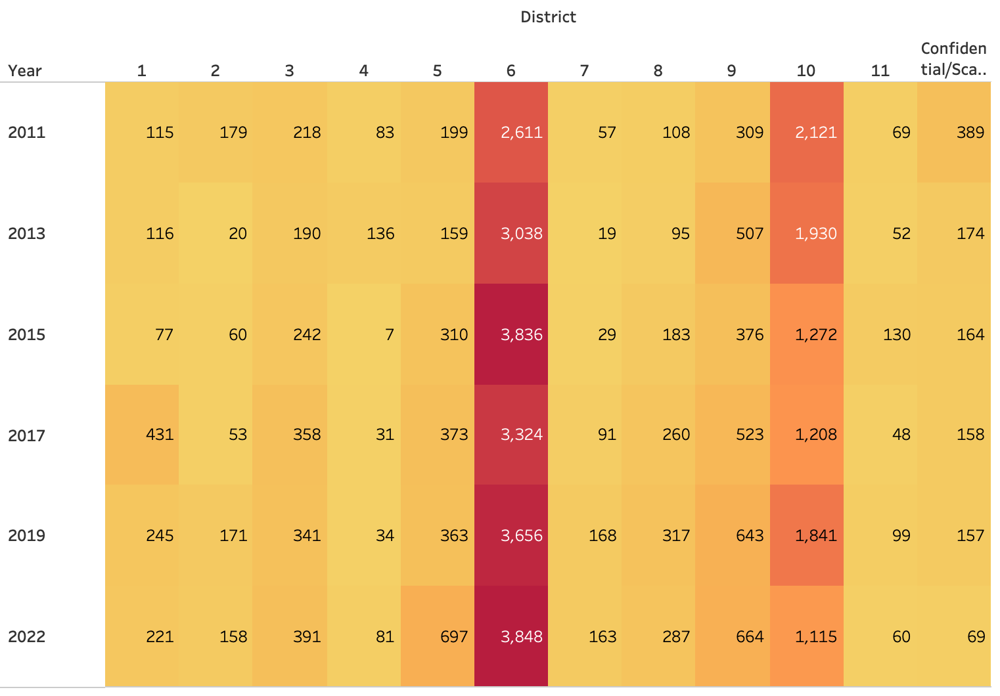 District
Year 1 2 3 4 5 6 7 8 9 10 11 Confiden
tial/Sca..
2011 115 179 218 83 199 2,611 57 108 309 2,121 69 389
2013 116 20 190 136 159 3,038 19 95 507 1,930 52 174
2015 77 60 242 7 310 3,836 29 183 376 1,272 130 164
2017 431 53 358 31 373 3,324 91 260 523 1,208 48 158
2019 245 171 341 34 363 3,656 168 317 643 1,841 99 157
2022 221 158 391 81 697 3,848 163 287 664 1,115 60 69